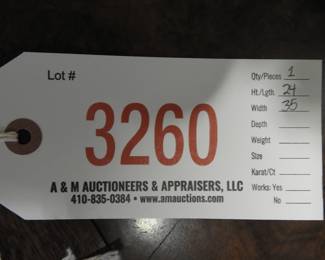 Lot #
3260
A & M AUCTIONEERS & APPRAISERS, LLC
410-835-0384 • www.amauctions.com
Qty/Pieces 1
Ht./Lgth. 24
Width 35
Depth
Weight
Size
Karat/Ct
Works: Yes
No